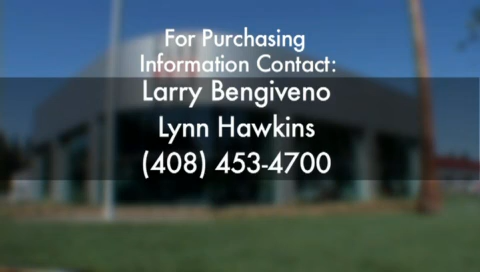 For Purchasing
Information Contact:
Larry Bengiveno
Lynn Hawkins
(408) 453-4700